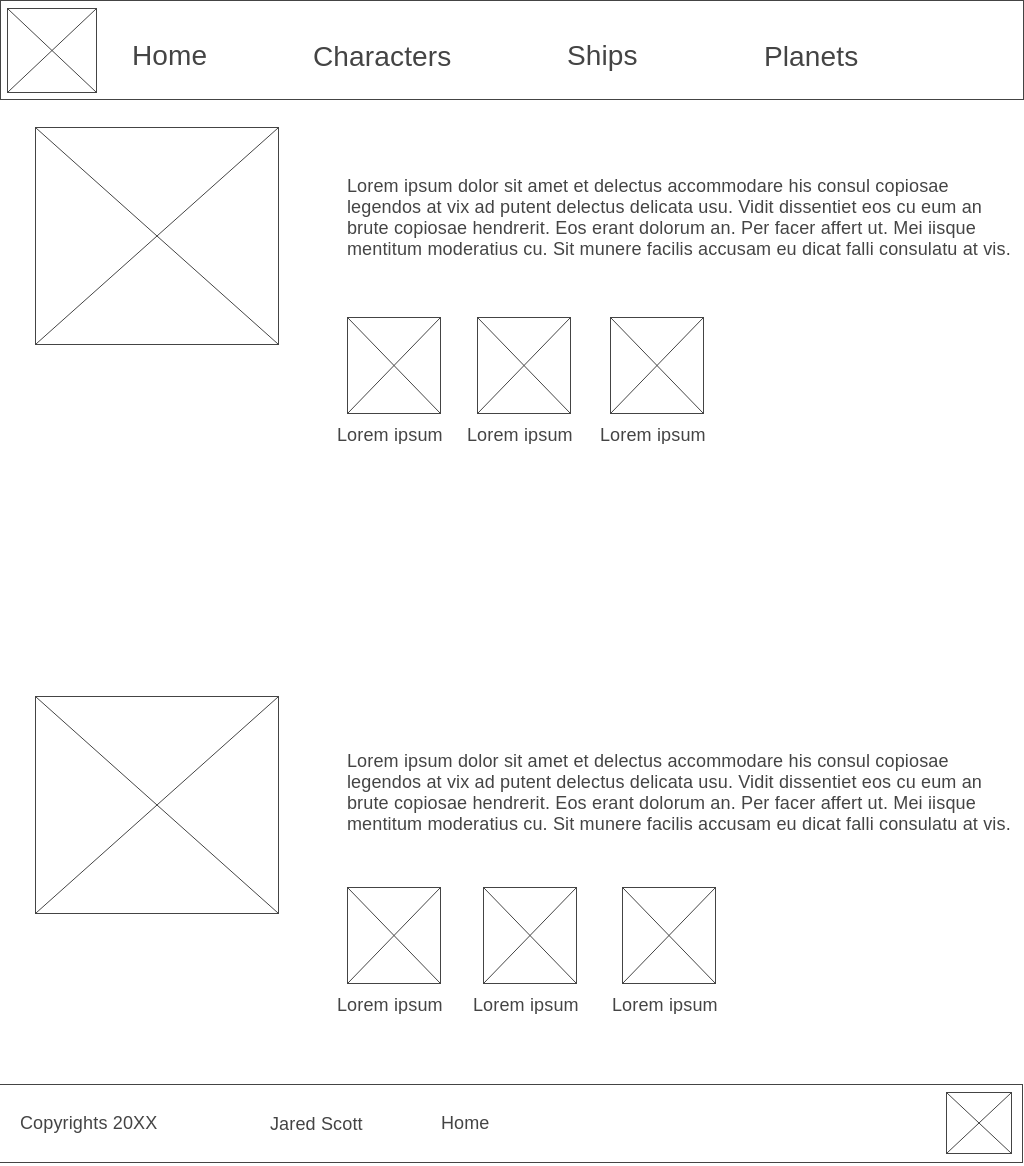 Home
Characters
Ships
Planets
Lorem ipsum dolor sit amet et delectus accommodare his consul copiosae
legendos at vix ad putent delectus delicata usu. Vidit dissentiet eos cu eum an
brute copiosae hendrerit. Eos erant dolorum an. Per facer affert ut. Mei iisque
mentitum moderatius cu. Sit munere facilis accusam eu dicat falli consulatu at vis.
Lorem ipsum
Lorem ipsum
Lorem ipsum
Lorem ipsum dolor sit amet et delectus accommodare his consul copiosae
legendos at vix ad putent delectus delicata usu. Vidit dissentiet eos cu eum an
brute copiosae hendrerit. Eos erant dolorum an. Per facer affert ut. Mei iisque
mentitum moderatius cu. Sit munere facilis accusam eu dicat falli consulatu at vis.
Lorem ipsum
Lorem ipsum
Lorem ipsum
Copyrights 20XX
Jared Scott
Home